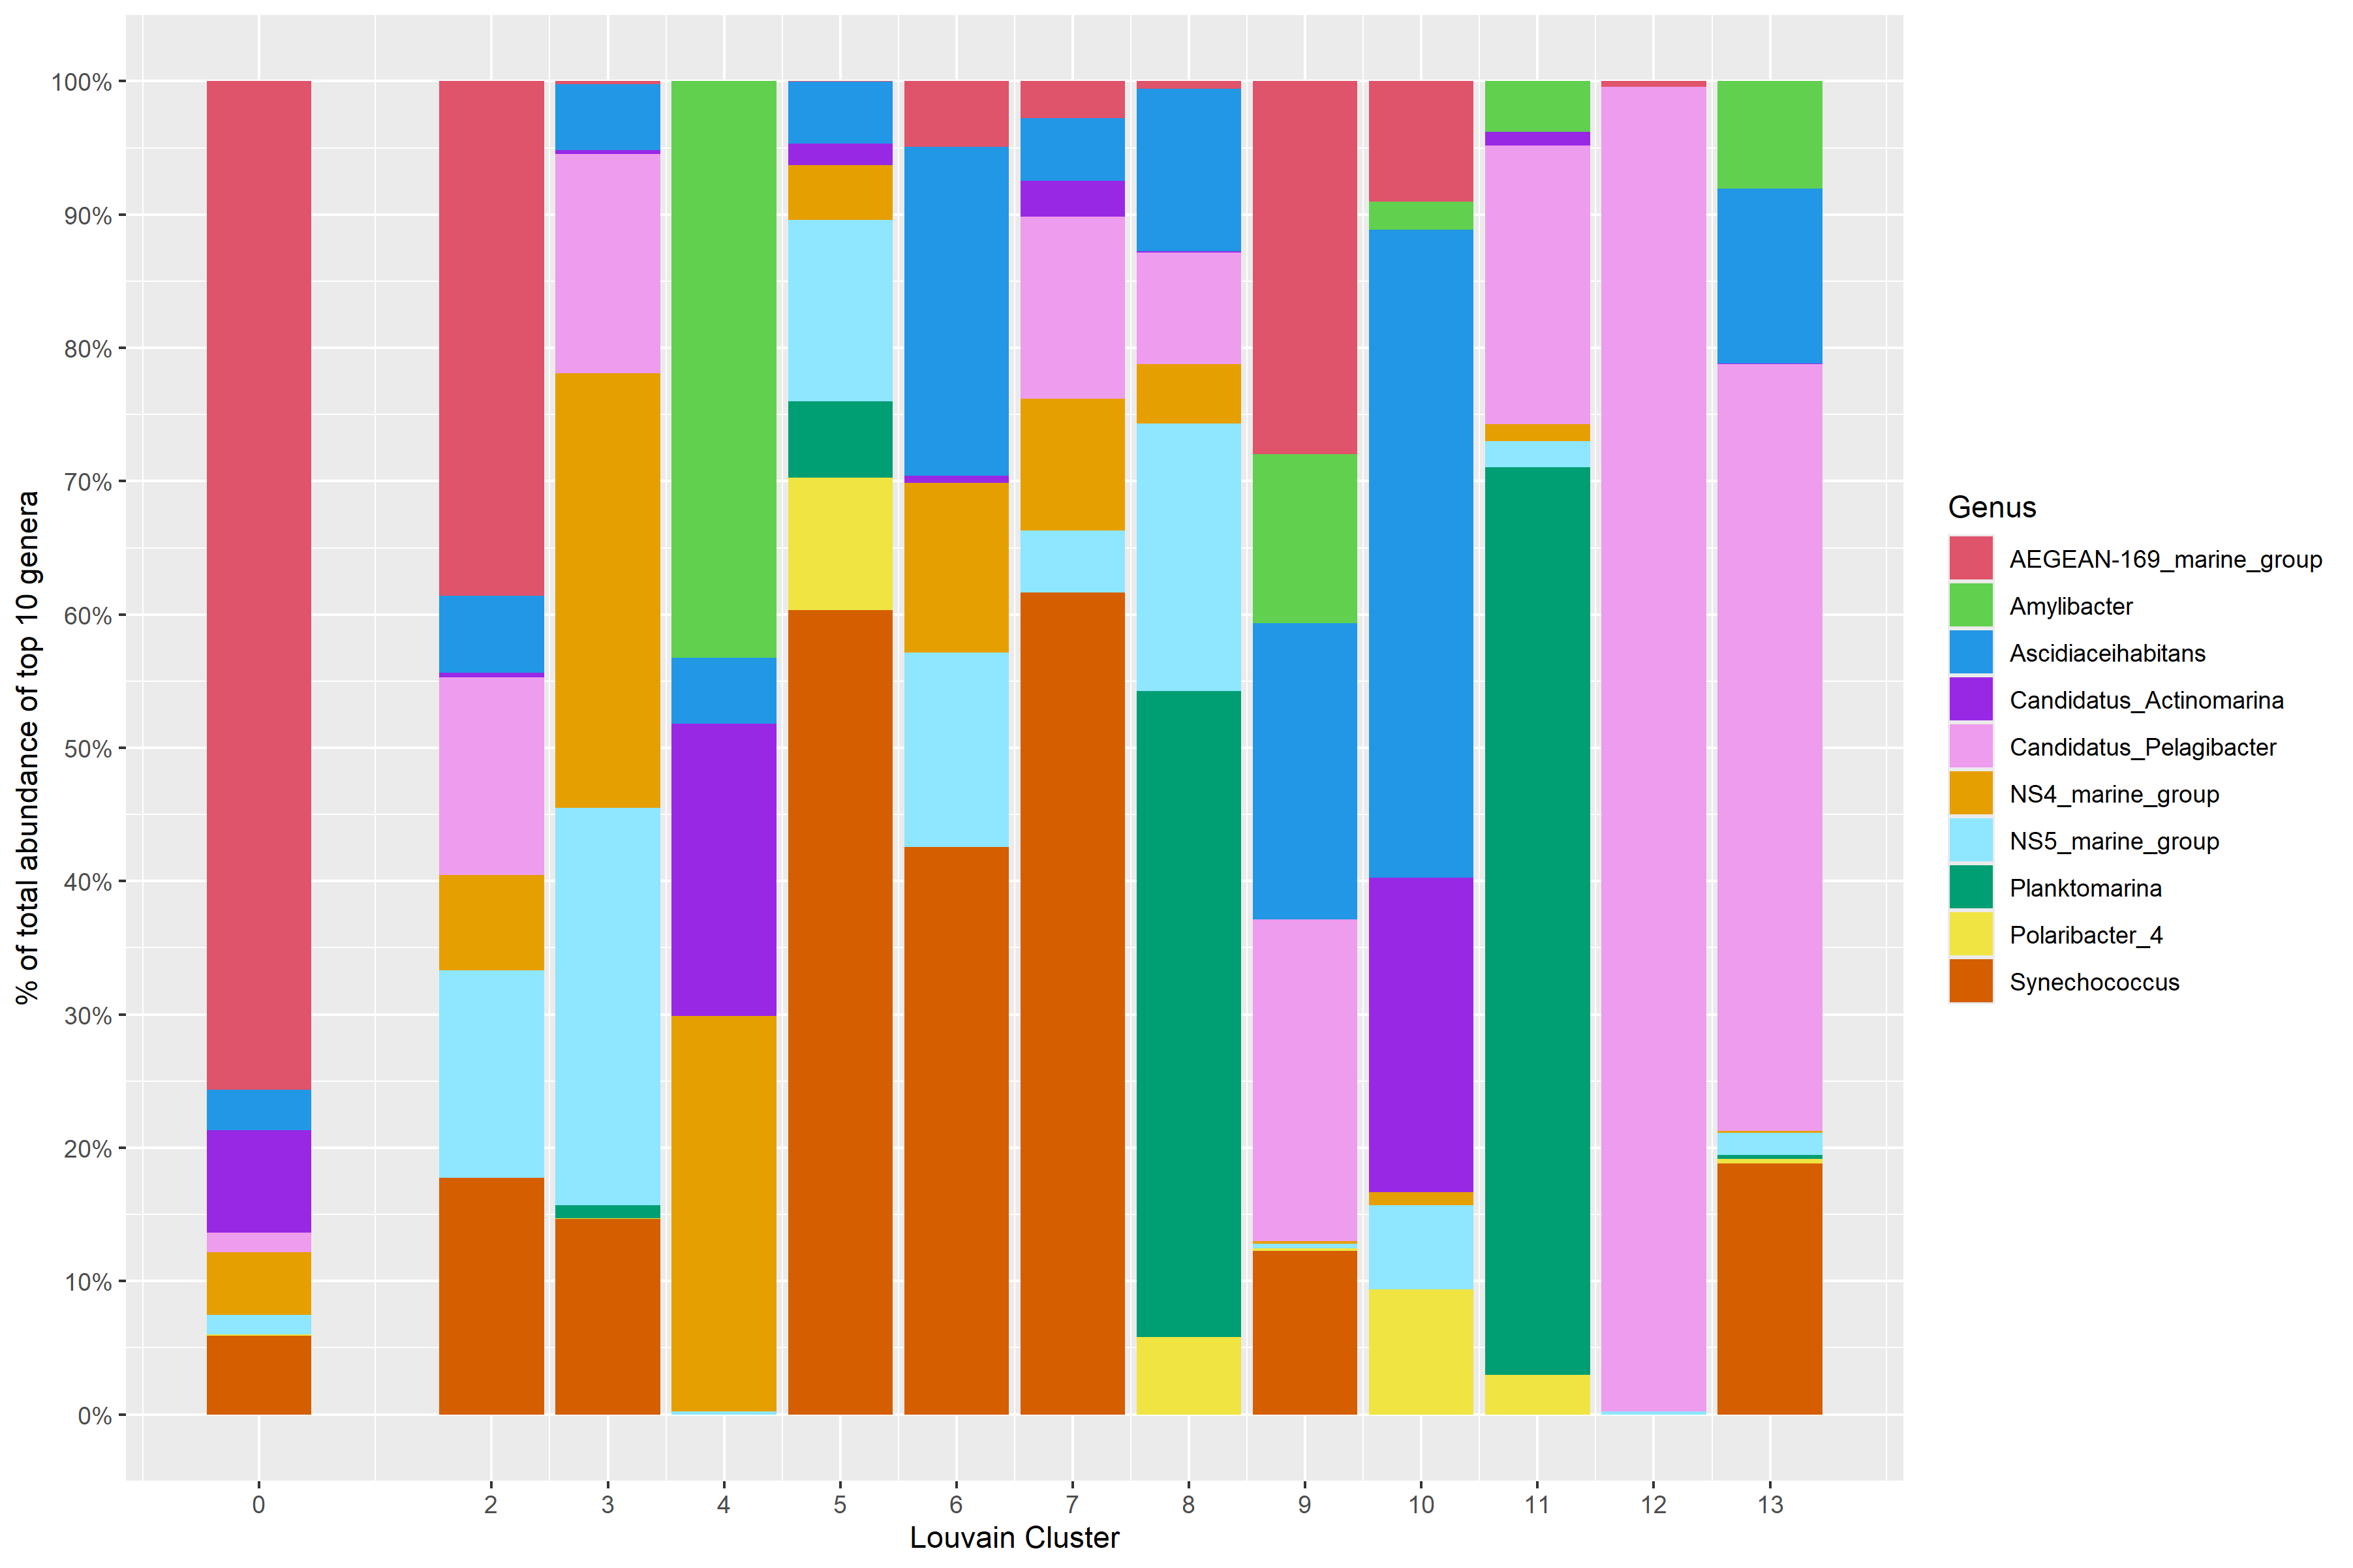 % of total abundance of top 10 genera
100%
90%
80%
70%
60%
50%
40%
30%
20%
10%
0%
0 2 3 4 5 6 7 8 9 10 11 12 13
Louvain Cluster
Genus
AEGEAN-169_marine_group
Amylibacter
Ascidiaceihabitans
Candidatus_Actinomarina
Candidatus_Pelagibacter
NS4_marine_group
NS5_marine_group
Planktomarina
Polaribacter_4
Synechococcus